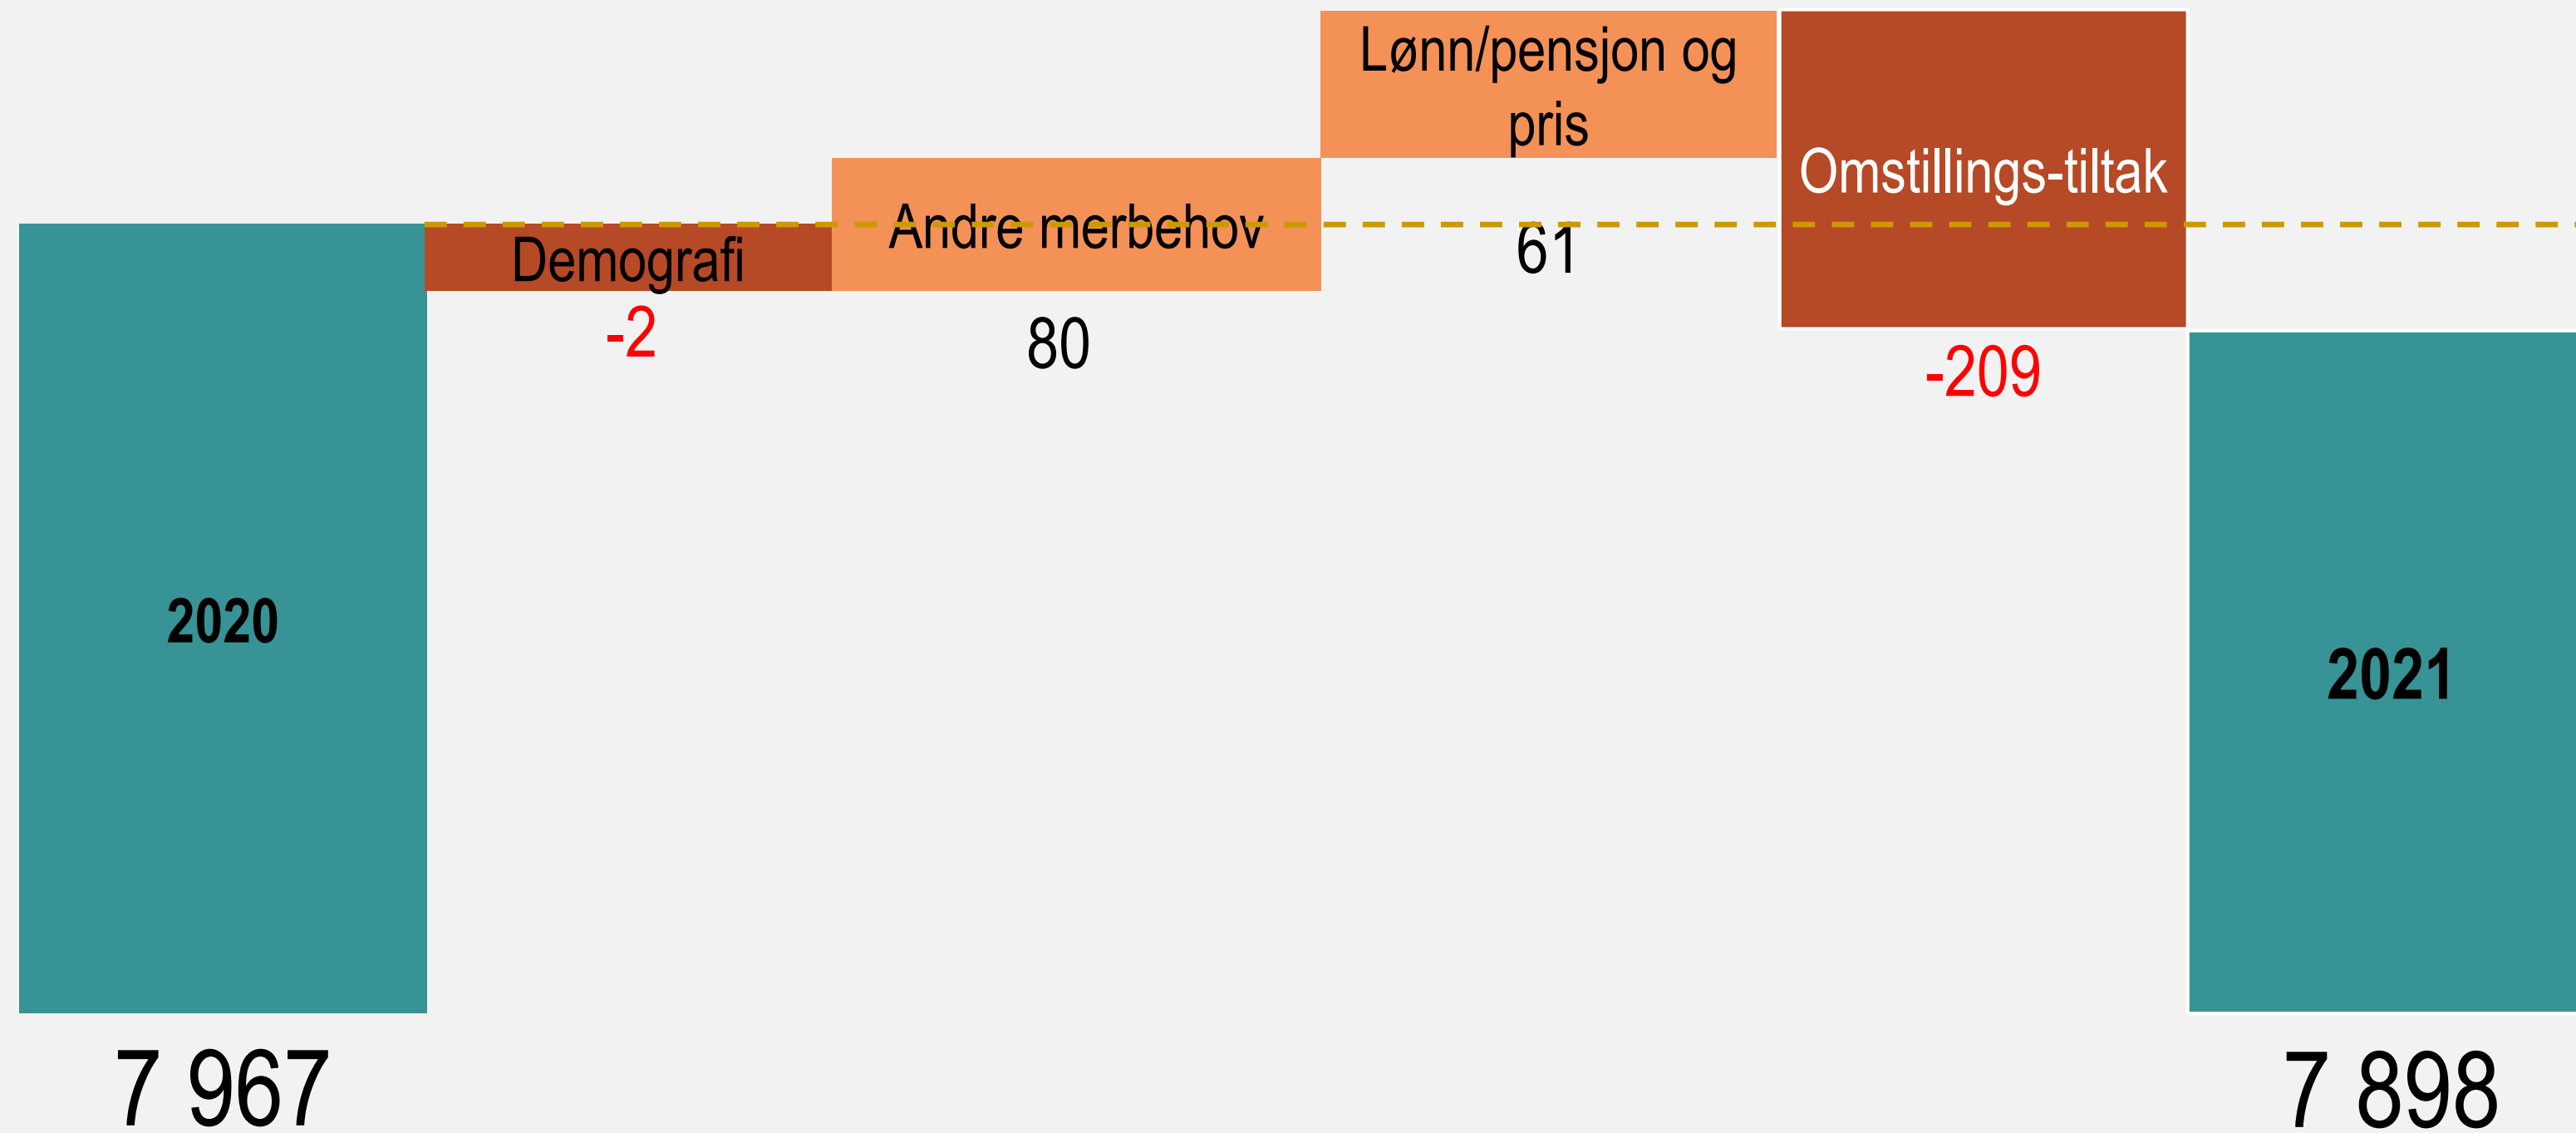 Lønn/pensjon og
pris
61
Omstillings-tiltak
-209
Andre merbehov
80
Demografi
-2
2020
7 967
2021
7 898